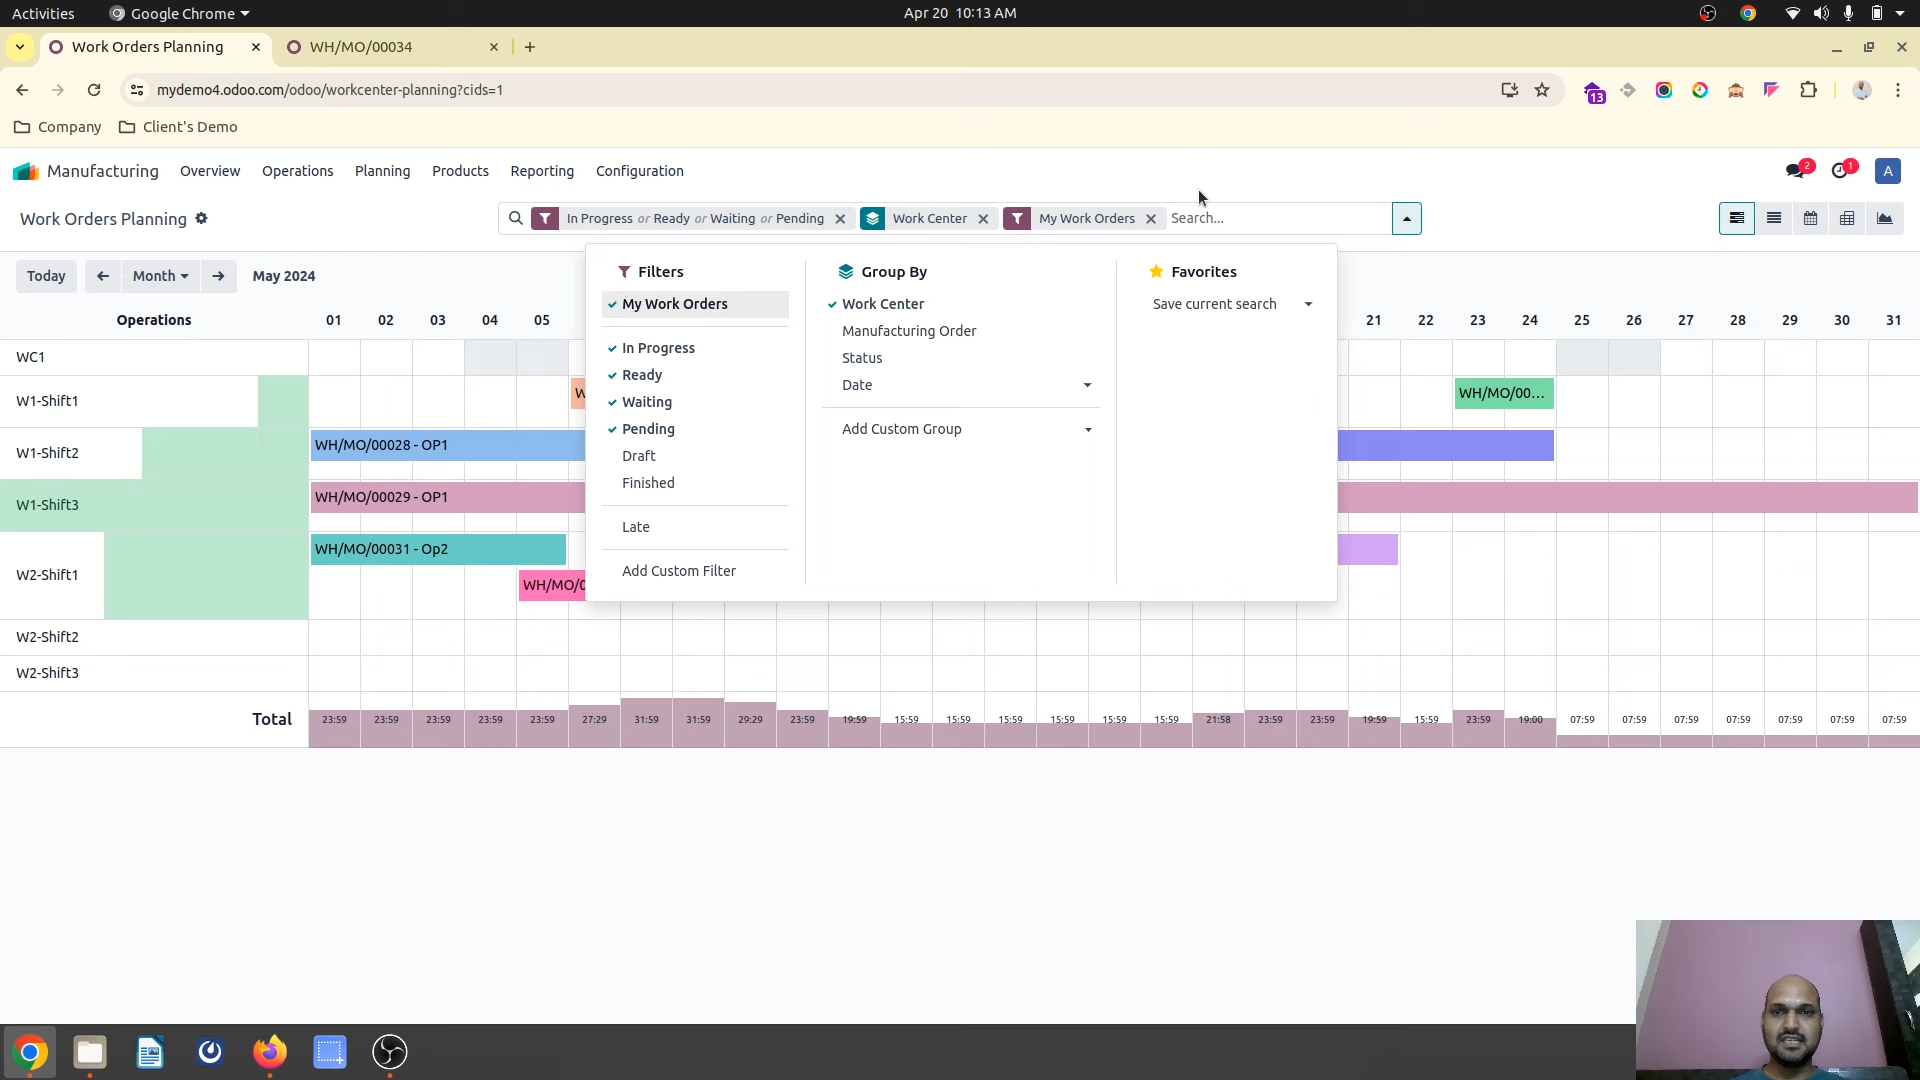 Activities Google Chrome Apr 20 10:13 AM
Work Orders Planning WH/MO/00034
mydemo4.odoo.com/odoo/workcenter-planning?cids=1 13
Company Client's Demo
Manufacturing Overview Operations Planning Products Reporting Configuration 2 1 A
Work Orders Planning In Progress or Ready or Waiting or Pending Work Center My Work Orders Search...
Today Month May 2024
Filters Group By Favorites
My Work Orders Work Center Save current search
In Progress Manufacturing Order
Ready Status
Waiting Date
Pending Add Custom Group
Draft
Finished
Late
Add Custom Filter
Operations 01 02 03 04 05 21 22 23 24 25 26 27 28 29 30 31
WC1
W1-Shift1 W WH/MO/00...
W1-Shift2 WH/MO/00028 - OP1
W1-Shift3 WH/MO/00029 - OP1
W2-Shift1 WH/MO/00031 - Op2
WH/MO/0
W2-Shift2
W2-Shift3
Total 23:59 23:59 23:59 23:59 23:59 27:29 31:59 31:59 29:29 23:59 19:59 15:59 15:59 15:59 15:59 15:59 15:59 21:58 23:59 23:59 19:59 15:59 23:59 19:00 07:59 07:59 07:59 07:59 07:59 07:59 07:59